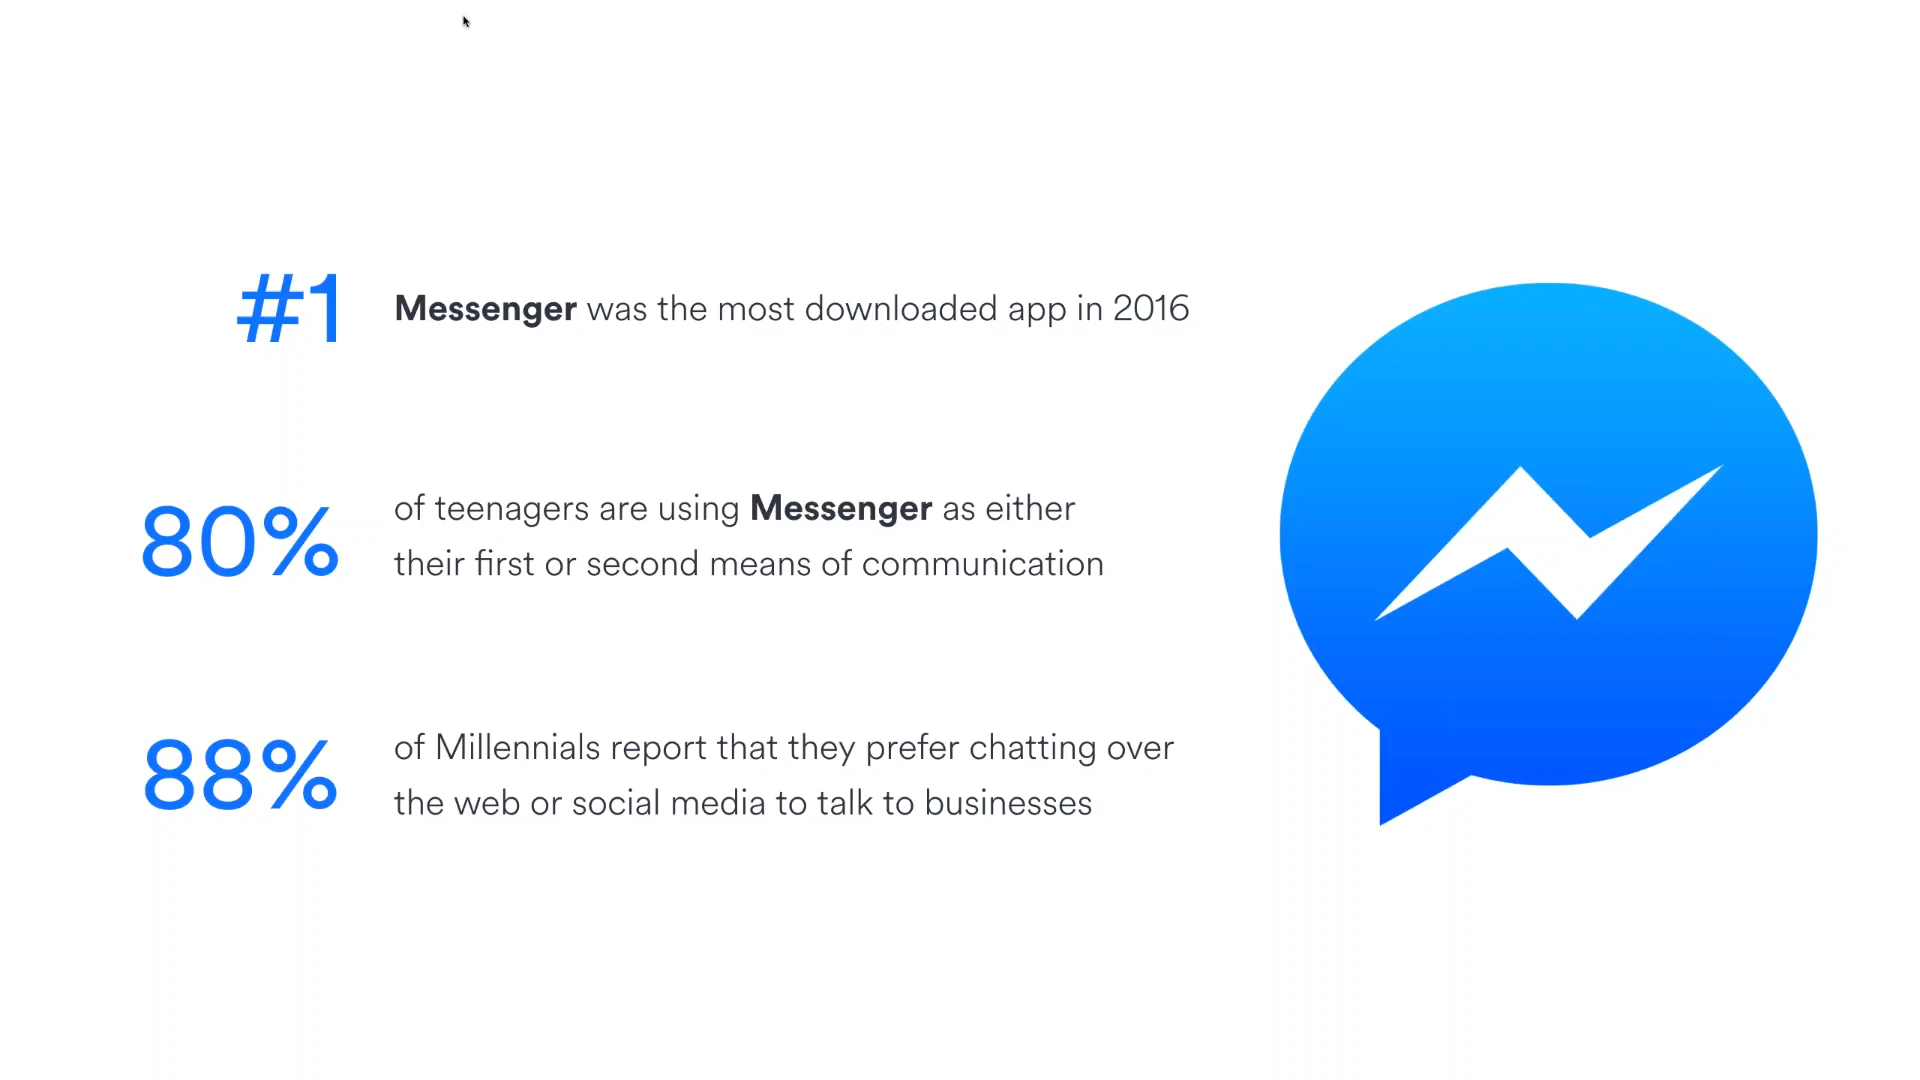 #1 Messenger was the most downloaded app in 2016
80% of teenagers are using Messenger as either
their first or second means of communication
88% of Millennials report that they prefer chatting over
the web or social media to talk to businesses